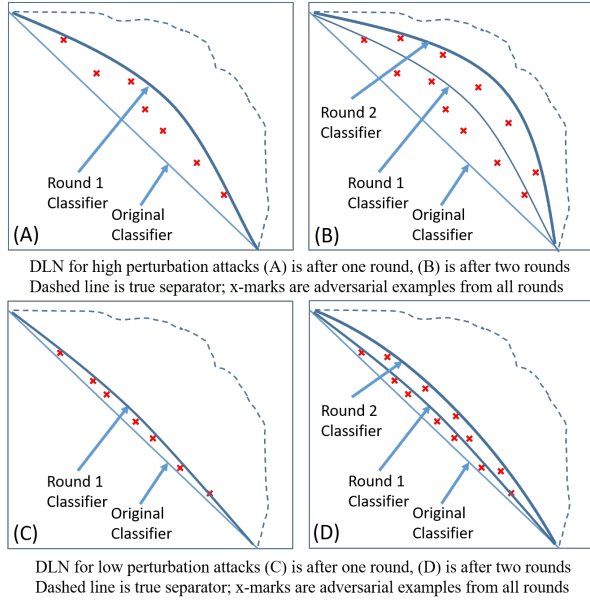 Round 1
Classifier
Original
Classifier
(A)
Round 2
Classifier
Round 1
Classifier
Original
Classifier
(B)
DLN for high perturbation attacks (A) is after one round, (B) is after two rounds
Dashed line is true separator; x-marks are adversarial examples from all rounds
Round 1
Classifier
Original
Classifier
(C)
Round 2
Classifier
Round 1
Classifier
Original
Classifier
(D)
DLN for low perturbation attacks (C) is after one round, (D) is after two rounds
Dashed line is true separator; x-marks are adversarial examples from all rounds